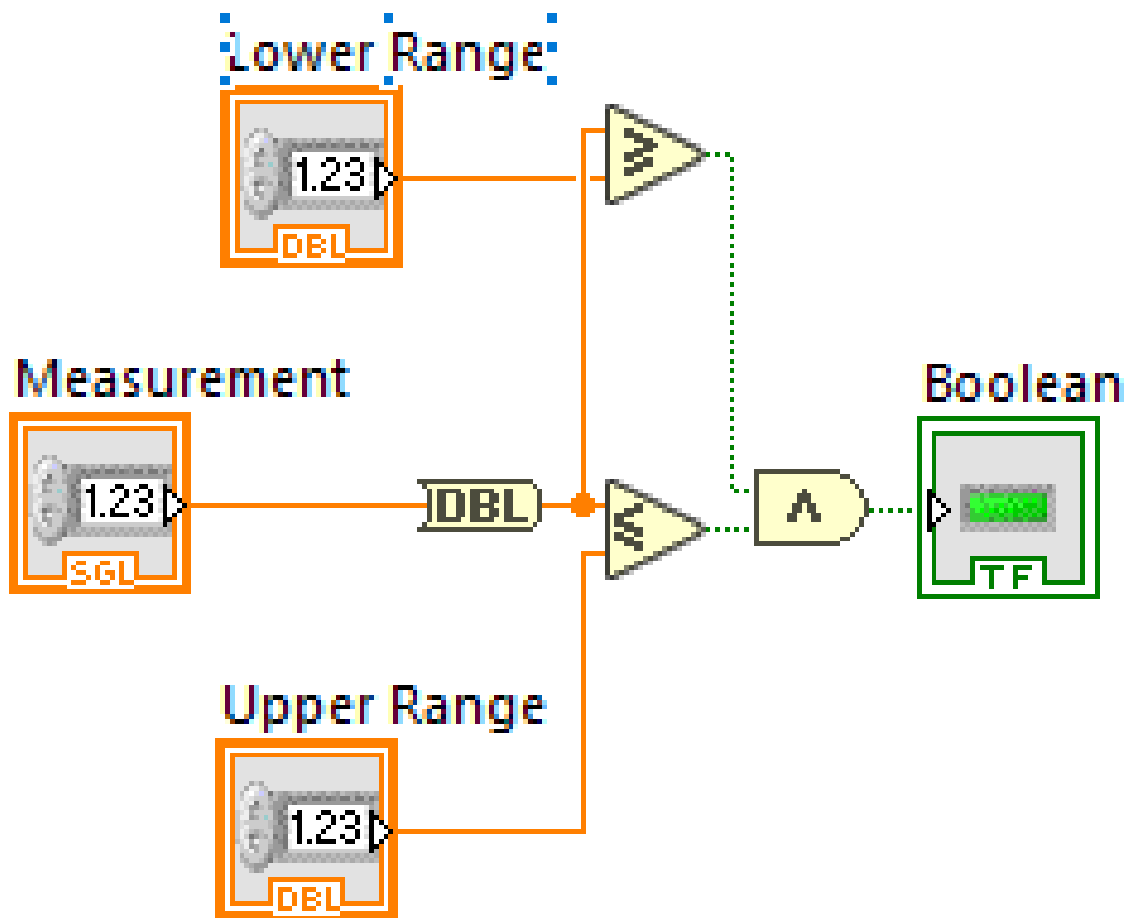 Lower Range
1.23
DBL
≥
Measurement
1.23
SGL
DBL
≤
∧
Boolean
TF
Upper Range
1.23
DBL